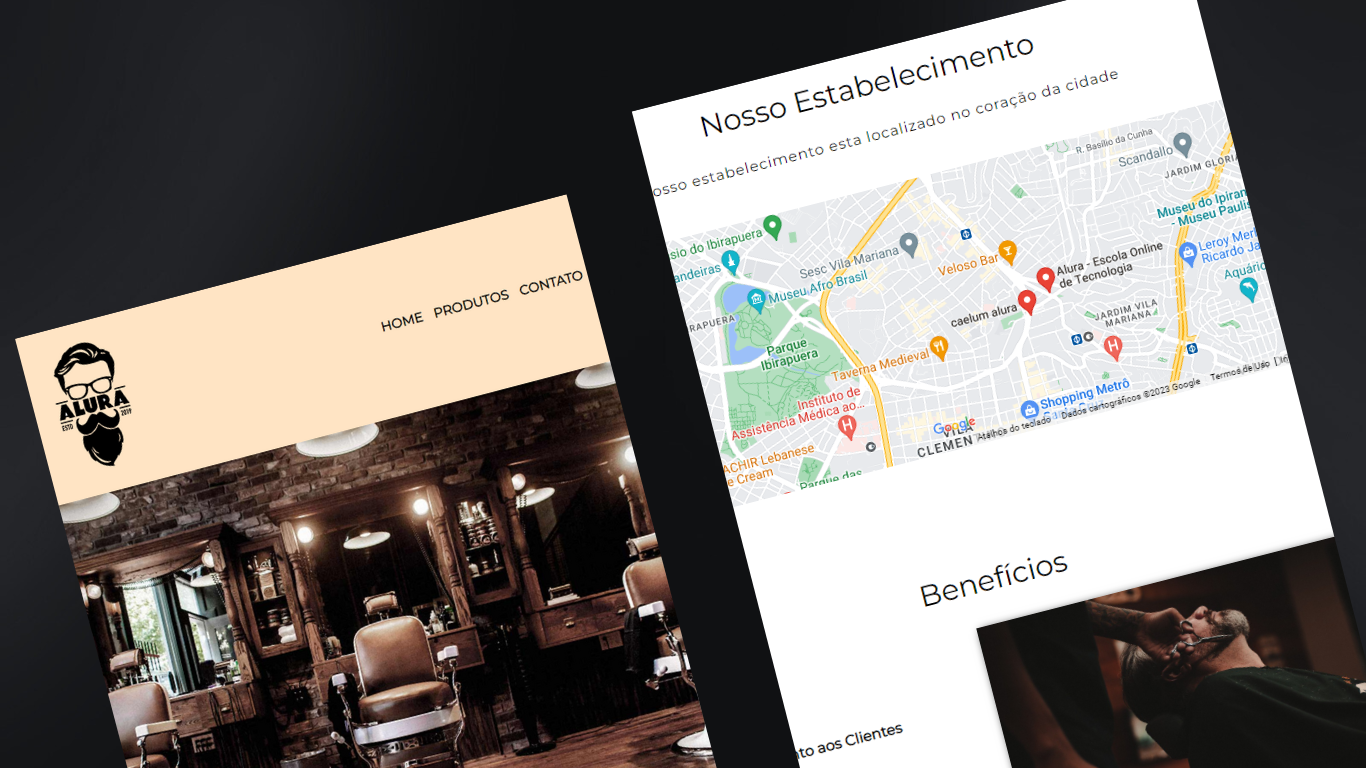 HOME PRODUTOS CONTATO
ALURA
ESTD 2019
Nosso Estabelecimento
osso estabelecimento esta localizado no coração da cidade
R. Basílio da Cunha
Scandallo
JARDIM GLORIA
Museu do Ipiran
- Museu Paulis
sio do Ibirapuera
andeiras
Sesc Vila Mariana
Museu Afro Brasil
Veloso Bar
Alura - Escola Online
de Tecnologia
Leroy Merl
Ricardo Ja
Aquário
RAPUERA
caelum alura
JARDIM VILA
MARIANA
Parque
Ibirapuera
Taverna Medieval
Instituto de
Assistência Médica ao...
Shopping Metrô
ACHIR Lebanese
e Cream
Parque das
Google
VILA
CLEMEN
Atalhos do teclado
Dados cartográficos ©2023 Google
Termos de Uso
Benefícios
to aos Clientes